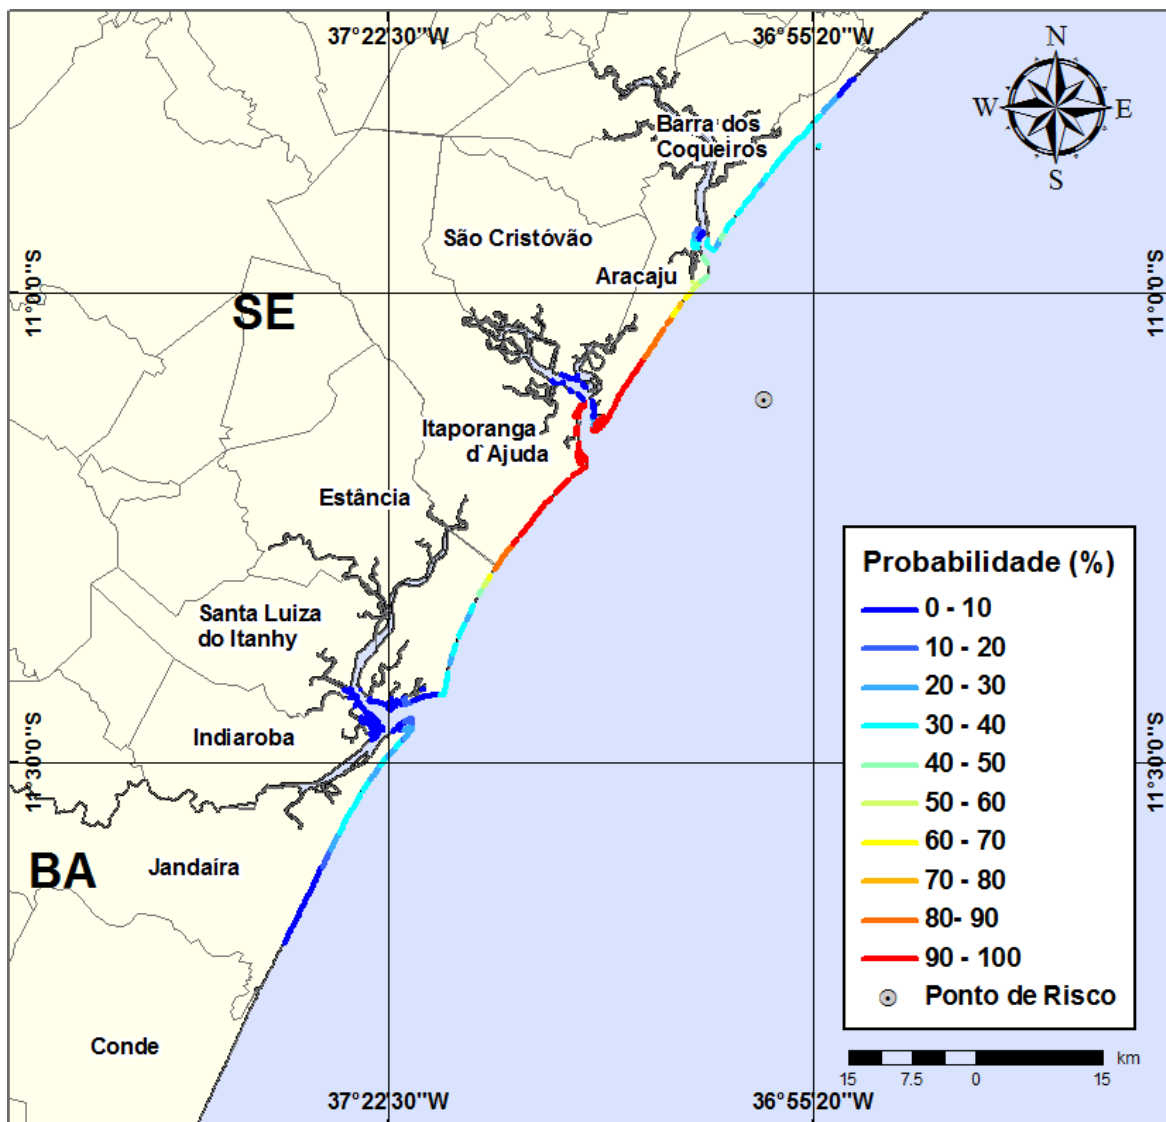 37°22'30"W
36°55'20"W
N
W
E
S
Barra dos
Coqueiros
São Cristóvão
Aracaju
11°0'0"S
11°0'0"S
SE
Itaporanga
d`Ajuda
Estância
Santa Luiza
do Itanhy
Indiaroba
11°30'0"S
11°30'0"S
BA
Jandaíra
Conde
Probabilidade (%)
0 - 10
10 - 20
20 - 30
30 - 40
40 - 50
50 - 60
60 - 70
70 - 80
80- 90
90 - 100
Ponto de Risco
km
15 7.5 0 15
37°22'30"W
36°55'20"W